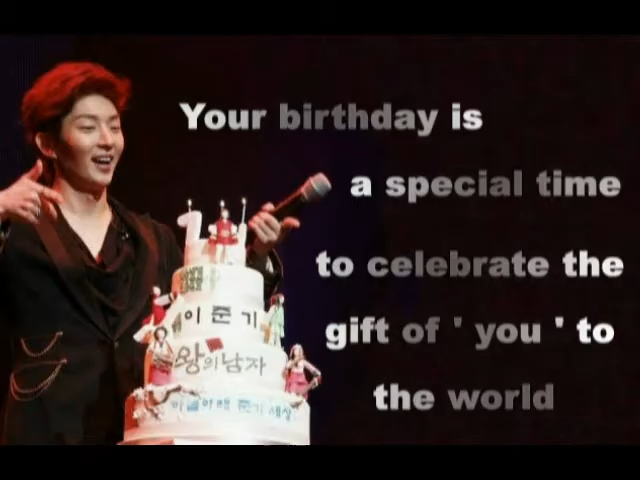 Your birthday is
a special time
to celebrate the
gift of ' you ' to
the world
이준기
왕의남자